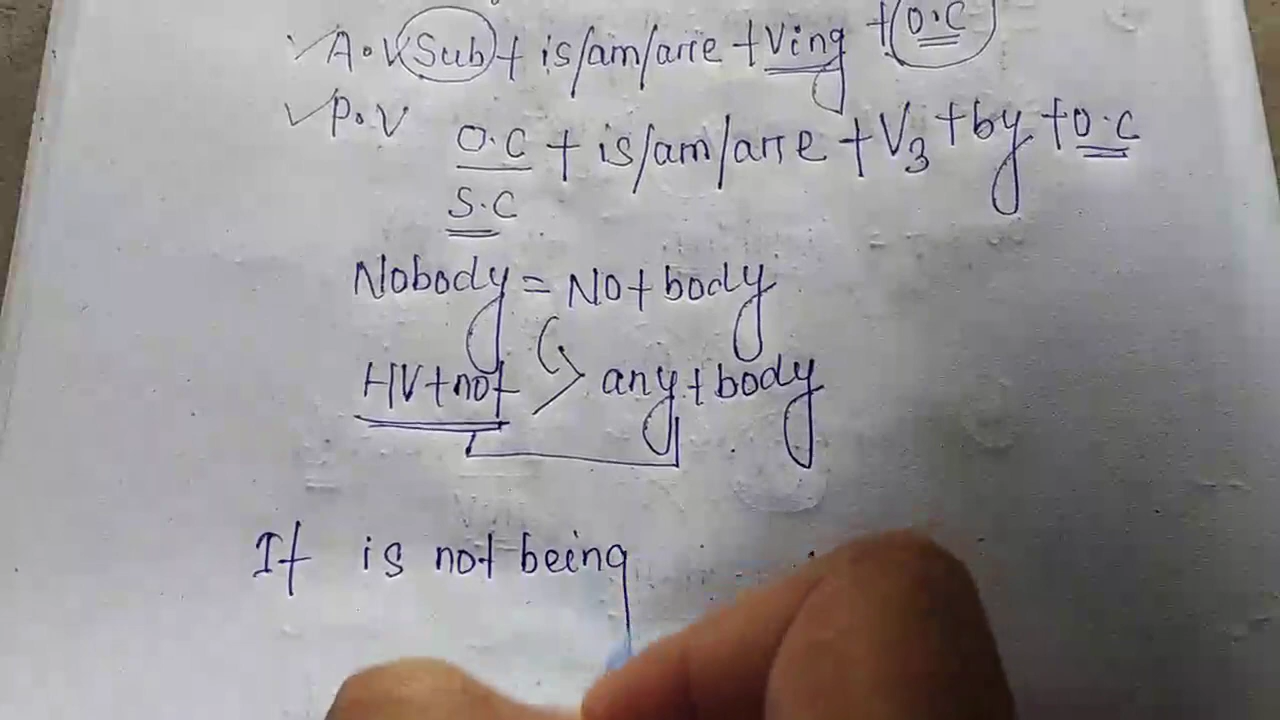 A.V Sub + is/am/are + Ving + O.C
P.V O.C + is/am/are + V3 + by + O.C
S.C
Nobody = No + body
HV + not > any + body
It is not being